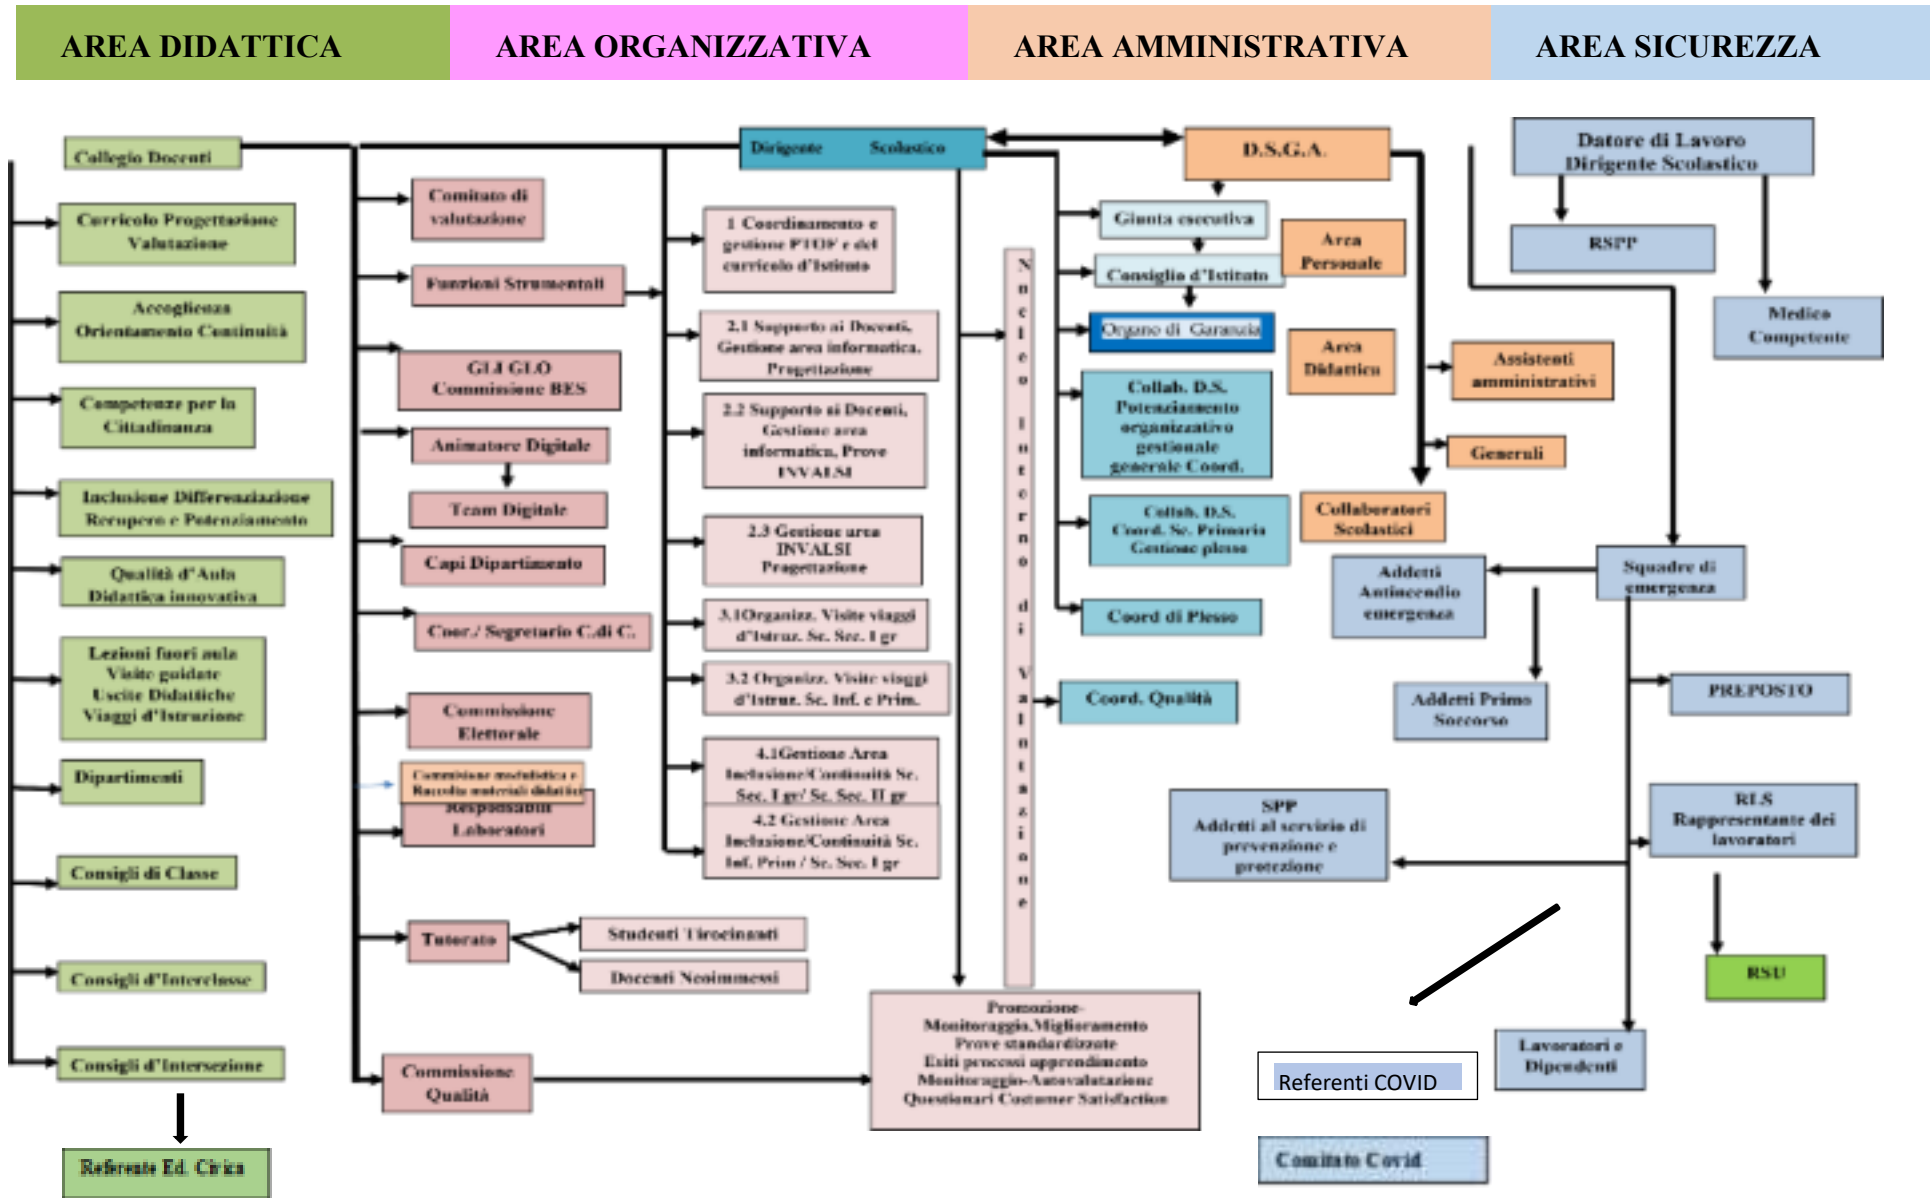 AREA DIDATTICA
AREA ORGANIZZATIVA
AREA AMMINISTRATIVA
AREA SICUREZZA
Collegio Docenti
Curricolo Progettazione
Valutazione
Accoglienza
Orientamento Continuità
Competenze per la
Cittadinanza
Inclusione Differenziazione
Recupero e Potenziamento
Qualità d'Aula
Didattica innovativa
Lezioni fuori aula
Visite guidate
Uscite Didattiche
Viaggi d'Istruzione
Dipartimenti
Consigli di Classe
Consigli d'Interclasse
Consigli d'Intersezione
Referente Ed. Civica
Comitato di
valutazione
Funzioni Strumentali
GLI GLO
Commissione BES
Animatore Digitale
Team Digitale
Capi Dipartimento
Coor./ Segretario C.di C.
Commissione
Elettorale
Commisione modulistica e
Raccolta materiali didattici
Responsabili
Laboratori
Tutorato
Studenti Tirocinanti
Docenti Neoimmessi
Commissione
Qualità
Dirigente Scolastico
1 Coordinamento e
gestione PTOF e del
curricolo d'Istituto
2.1 Supporto ai Docenti,
Gestione area informatica,
Progettazione
2.2 Supporto ai Docenti,
Gestione area
informatica, Prove
INVALSI
2.3 Gestione area
INVALSI
Progettazione
3.1Organizz. Visite viaggi
d'Istruz. Sc. Sec. I gr
3.2 Organizz. Visite viaggi
d'Istruz. Sc. Inf. e Prim.
4.1Gestione Area
Inclusione/Continuità Sc.
Sec. I gr/ Sc. Sec. II gr
4.2 Gestione Area
Inclusione/Continuità Sc.
Inf. Prim / Sc. Sec. I gr
Promozione-
Monitoraggio.Miglioramento
Prove standardizzate
Esiti processi apprendimento
Monitoraggio-Autovalutazione
Questionari Customer Satisfaction
Nucleo Interno di Valutazione
D.S.G.A.
Giunta esecutiva
Consiglio d'Istituto
Organo di Garanzia
Collab. D.S.
Potenziamento
organizzativo
gestionale
generale Coord.
Collab. D.S.
Coord. Sc. Primaria
Gestione plesso
Coord di Plesso
Coord. Qualità
Area
Personale
Area
Didattica
Assistenti
amministrativi
Generali
Collaboratori
Scolastici
Datore di Lavoro
Dirigente Scolastico
RSPP
Medico
Competente
Squadre di
emergenza
Addetti
Antincendio
emergenza
Addetti Primo
Soccorso
PREPOSTO
SPP
Addetti al servizio di
prevenzione e
protezione
RLS
Rappresentante dei
lavoratori
RSU
Lavoratori e
Dipendenti
Referenti COVID
Comitato Covid